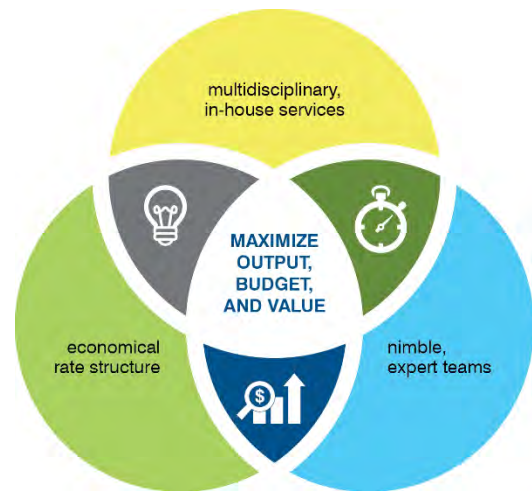 multidisciplinary,
in-house services
MAXIMIZE
OUTPUT,
BUDGET,
AND VALUE
economical
rate structure
nimble,
expert teams
$